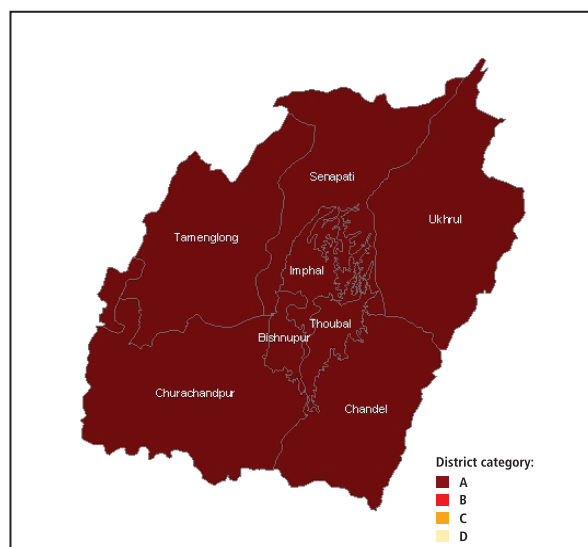 Senapati
Ukhrul
Tamenglong
Imphal
Thoubal
Bishnupur
Churachandpur
Chandel
District category:
A
B
C
D